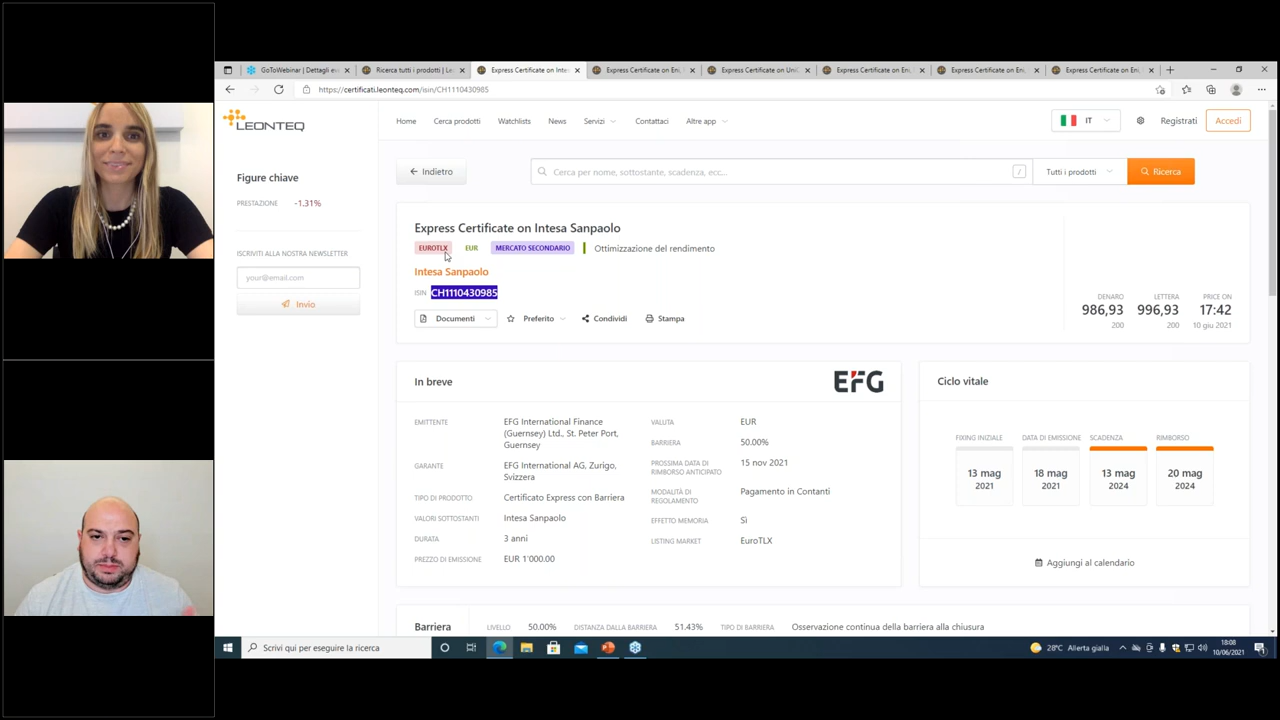 GoToWebinar | Dettagli ev
Ricerca tutti i prodotti | Le
Express Certificate on Inte
Express Certificate on Eni,
Express Certificate on Uni
Express Certificate on Eni,
Express Certificate on Eni,
Express Certificate on Eni,
https://certificati.leonteq.com/isin/CH1110430985
LEONTEQ
Home
Cerca prodotti
Watchlists
News
Servizi
Contattaci
Altre app
IT
Registrati
Accedi
Figure chiave
PRESTAZIONE
-1.31%
ISCRIVITI ALLA NOSTRA NEWSLETTER
your@email.com
Invio
Indietro
Cerca per nome, sottostante, scadenza, ecc...
/
Tutti i prodotti
Ricerca
Express Certificate on Intesa Sanpaolo
EUROTLX
EUR
MERCATO SECONDARIO
Ottimizzazione del rendimento
Intesa Sanpaolo
ISIN CH1110430985
Documenti
Preferito
Condividi
Stampa
DENARO
LETTERA
PRICE ON
986,93
996,93
17:42
200
200
10 giu 2021
In breve
EFG
EMITTENTE
EFG International Finance
(Guernsey) Ltd., St. Peter Port,
Guernsey
GARANTE
EFG International AG, Zurigo,
Svizzera
TIPO DI PRODOTTO
Certificato Express con Barriera
VALORI SOTTOSTANTI
Intesa Sanpaolo
DURATA
3 anni
PREZZO DI EMISSIONE
EUR 1'000.00
VALUTA
EUR
BARRIERA
50.00%
PROSSIMA DATA DI
RIMBORSO ANTICIPATO
15 nov 2021
MODALITÀ DI
REGOLAMENTO
Pagamento in Contanti
EFFETTO MEMORIA
Sì
LISTING MARKET
EuroTLX
Ciclo vitale
FIXING INIZIALE
DATA DI EMISSIONE
SCADENZA
RIMBORSO
13 mag
2021
18 mag
2021
13 mag
2024
20 mag
2024
Aggiungi al calendario
Barriera
LIVELLO
50.00%
DISTANZA DALLA BARRIERA
51.43%
TIPO DI BARRIERA
Osservazione continua della barriera alla chiusura
Scrivi qui per eseguire la ricerca
28°C Allerta gialla
18:08
10/06/2021